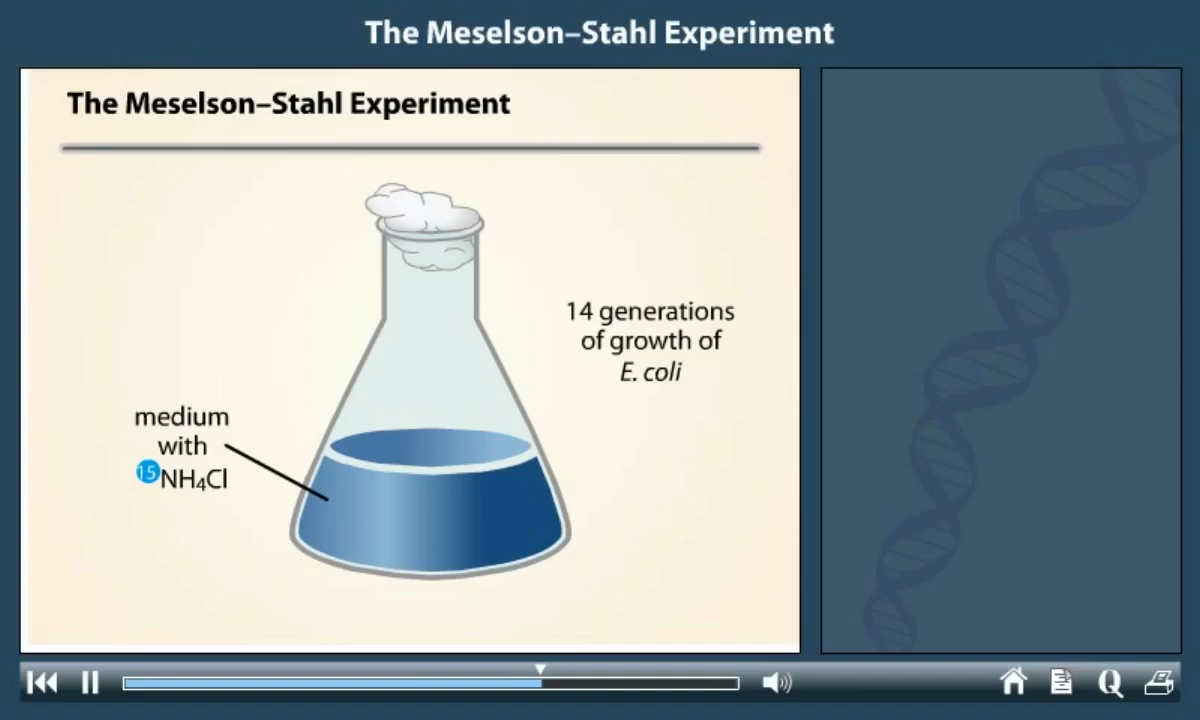 The Meselson–Stahl Experiment
The Meselson–Stahl Experiment
14 generations
of growth of
E. coli
medium
with
15NH4Cl
Q